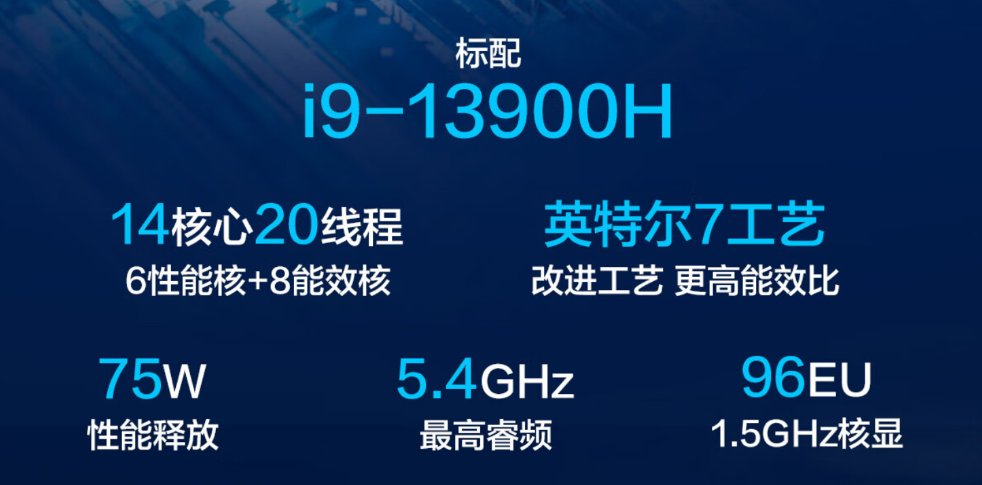 标配
i9-13900H
14核心20线程
英特尔7工艺
6性能核+8能效核
改进工艺 更高能效比
75W
5.4GHz
96EU
性能释放
最高睿频
1.5GHz核显